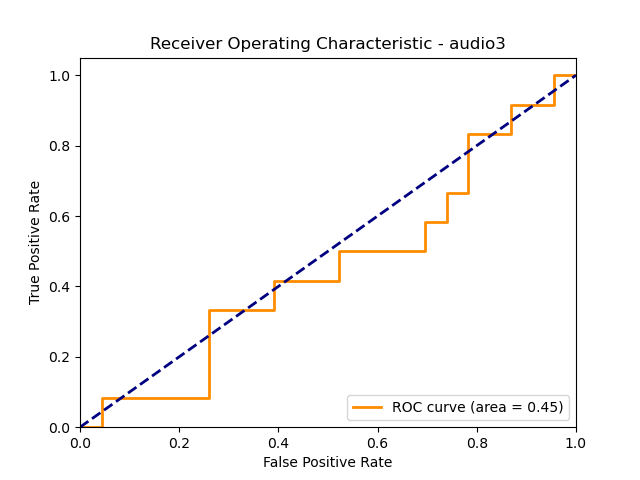 Receiver Operating Characteristic - audio3
True Positive Rate
1.0
0.8
0.6
0.4
0.2
0.0
ROC curve (area = 0.45)
0.0 0.2 0.4 0.6 0.8 1.0
False Positive Rate